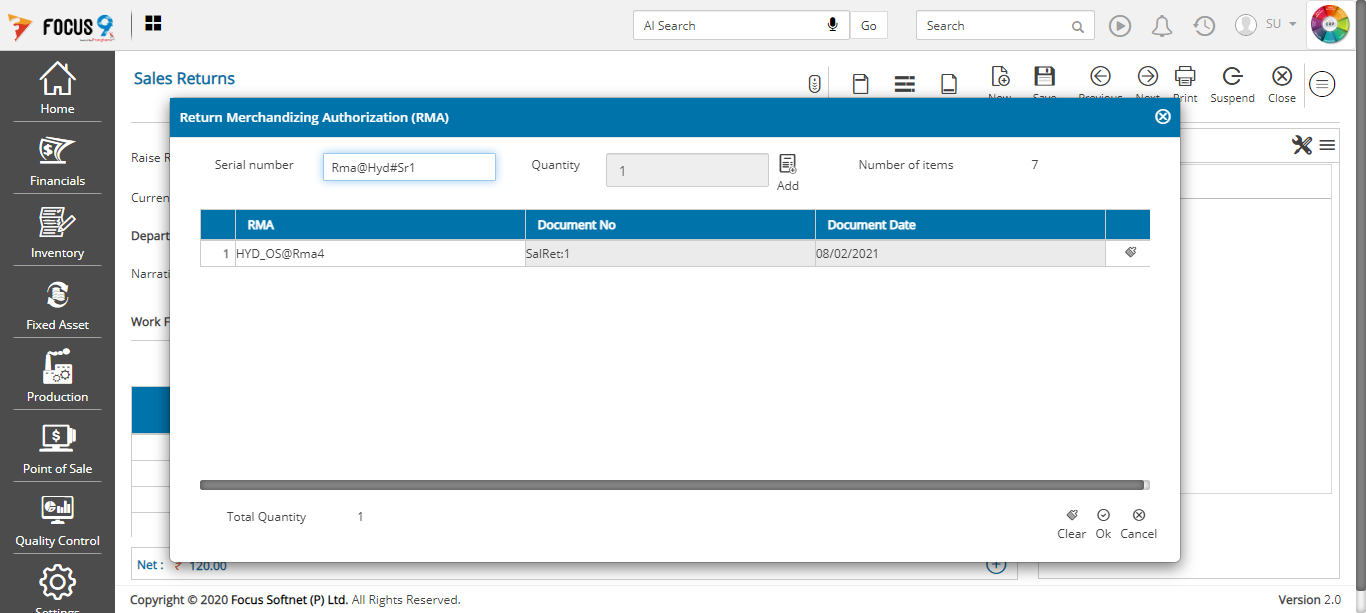 FOCUS 9
AI Search
Go
Search
SU
Home
Financials
Inventory
Fixed Asset
Production
Point of Sale
Quality Control
Settings
Sales Returns
New
Save
Previous
Next
Print
Suspend
Close
Raise R
Curren
Depart
Narrati
Work F
Return Merchandizing Authorization (RMA)
Serial number
Rma@Hyd#Sr1
Quantity
1
Add
Number of items
7
RMA
Document No
Document Date
1
HYD_OS@Rma4
SalRet:1
08/02/2021
Total Quantity
1
Clear
Ok
Cancel
Net : ₹ 120.00
Copyright © 2020 Focus Softnet (P) Ltd. All Rights Reserved.
Version 2.0